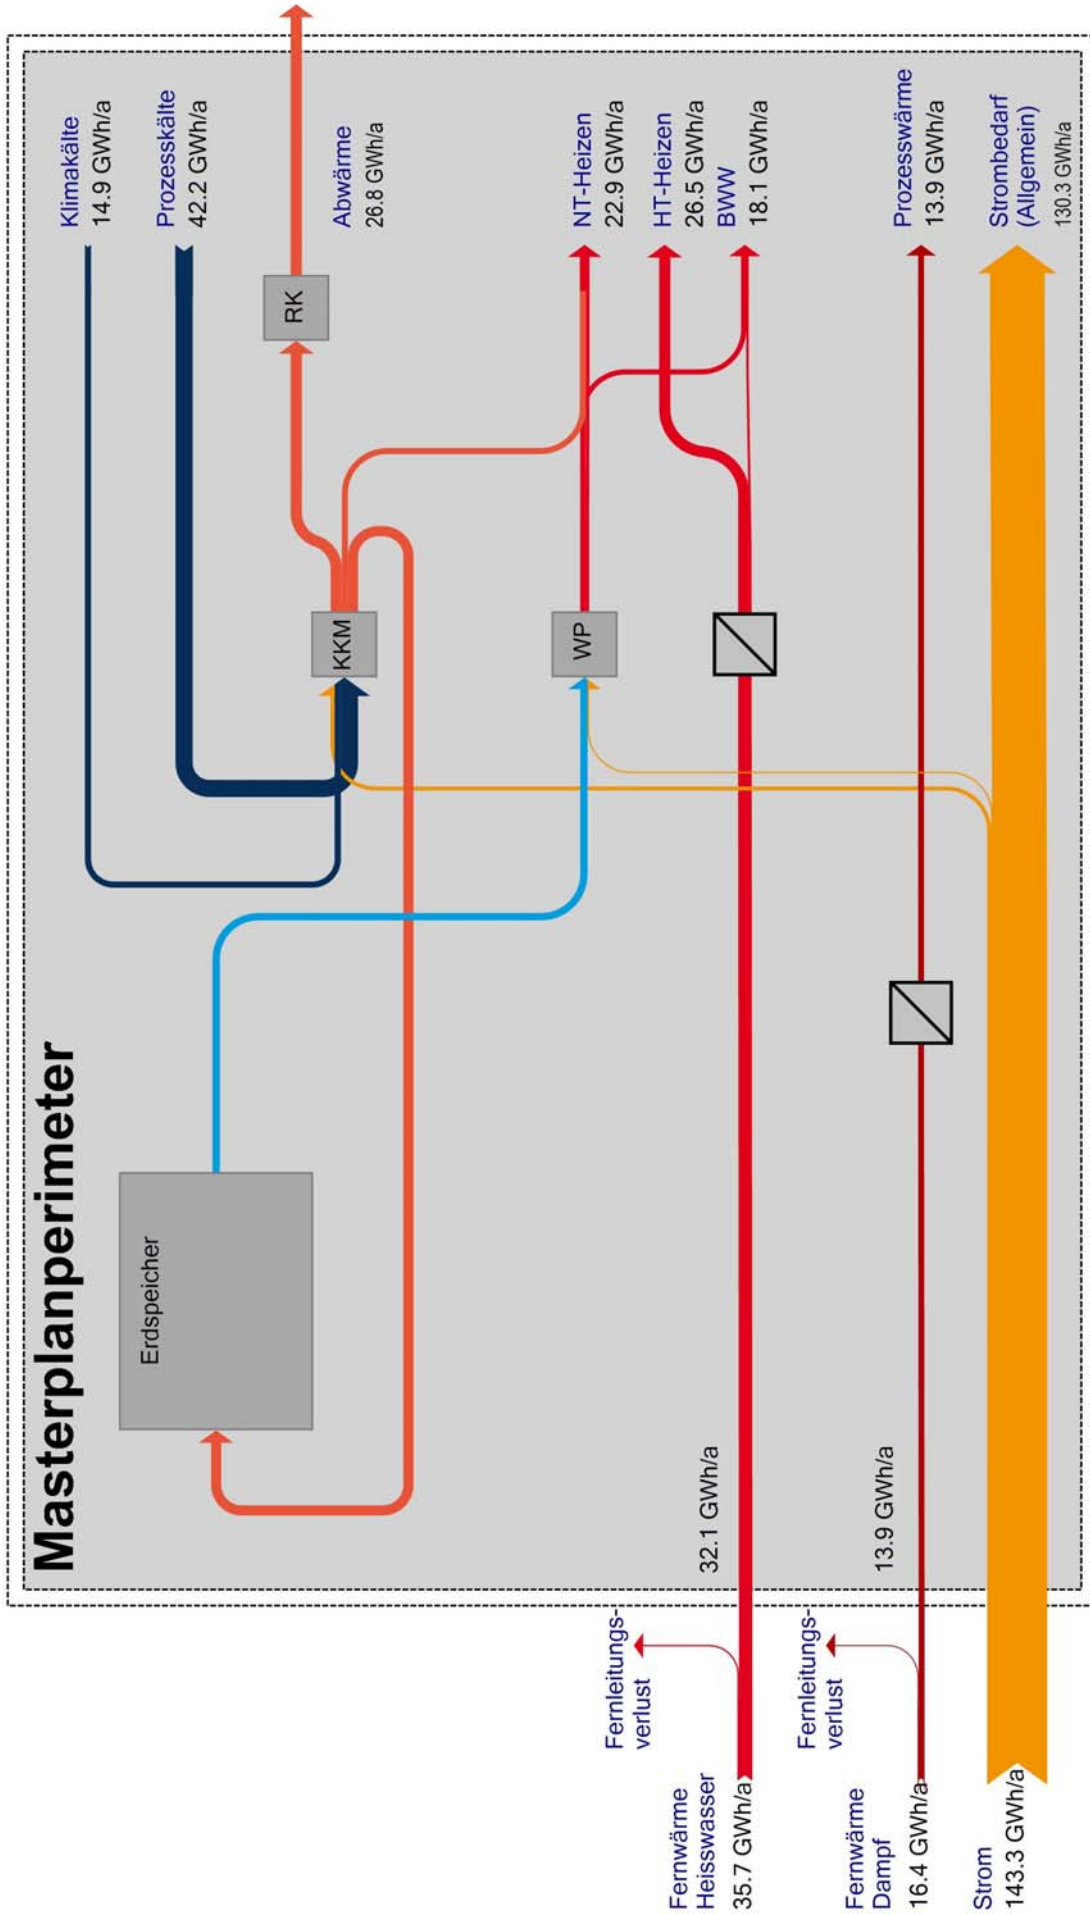 Masterplanperimeter
Klimakälte
14.9 GWh/a
Prozesskälte
42.2 GWh/a
Erdspeicher
KKM
RK
Abwärme
26.8 GWh/a
WP
NT-Heizen
22.9 GWh/a
HT-Heizen
26.5 GWh/a
BWW
18.1 GWh/a
Fernleitungs-
verlust
Fernwärme
Heisswasser
35.7 GWh/a
32.1 GWh/a
Fernleitungs-
verlust
Fernwärme
Dampf
16.4 GWh/a
13.9 GWh/a
Prozesswärme
13.9 GWh/a
Strom
143.3 GWh/a
Strombedarf
(Allgemein)
130.3 GWh/a